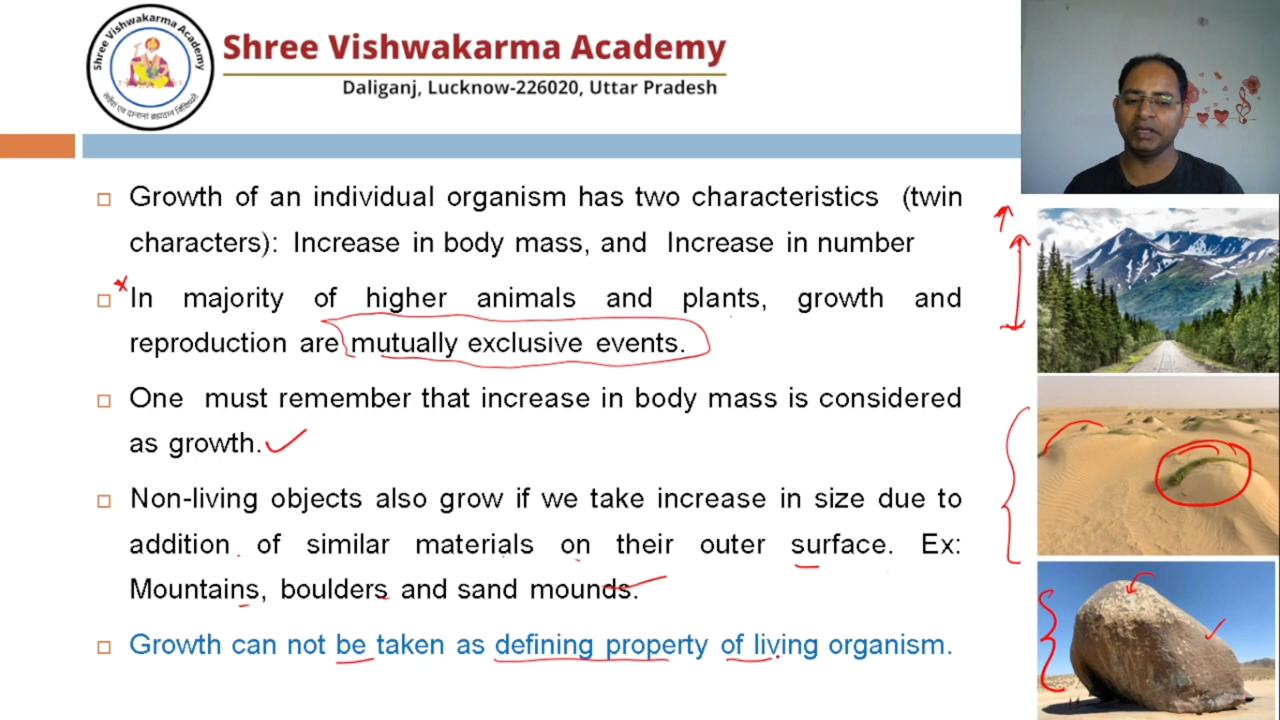 Shree Vishwakarma Academy
Shree Vishwakarma Academy
Daliganj, Lucknow-226020, Uttar Pradesh
Growth of an individual organism has two characteristics (twin
characters): Increase in body mass, and Increase in number
In majority of higher animals and plants, growth and
reproduction are mutually exclusive events.
One must remember that increase in body mass is considered
as growth.
Non-living objects also grow if we take increase in size due to
addition of similar materials on their outer surface. Ex:
Mountains, boulders and sand mounds.
Growth can not be taken as defining property of living organism.